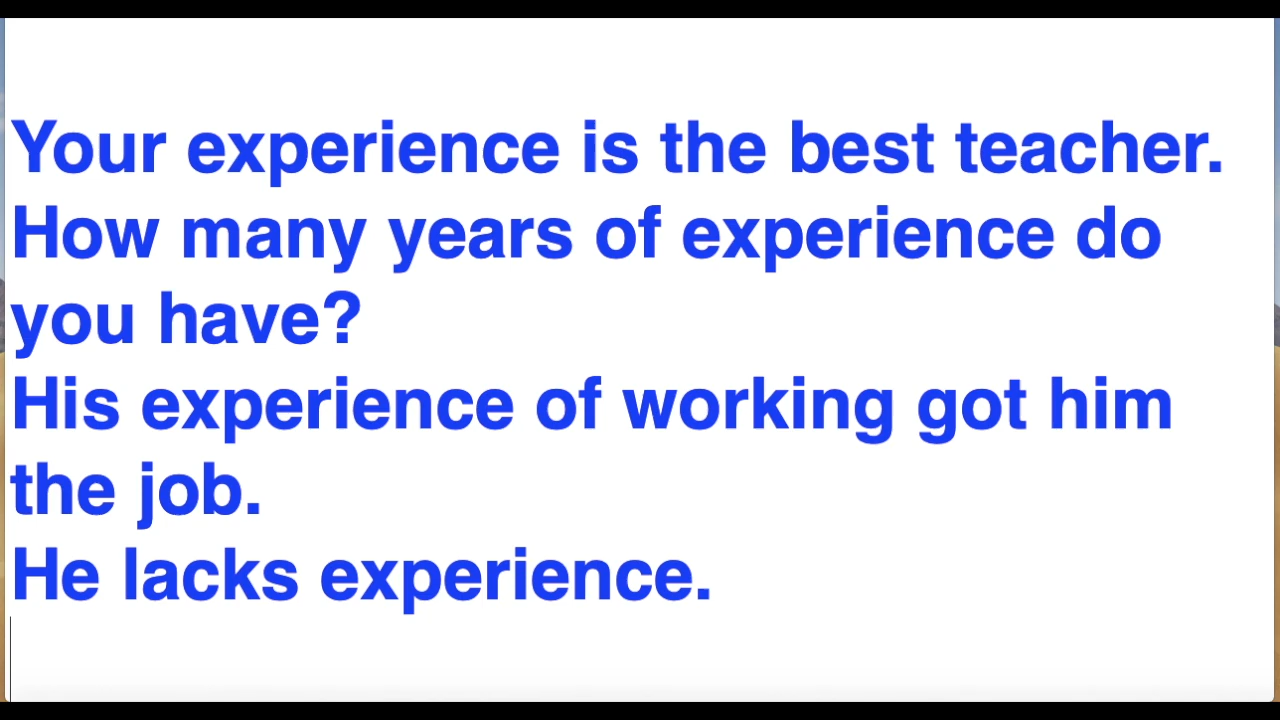 Your experience is the best teacher.
How many years of experience do
you have?
His experience of working got him
the job.
He lacks experience.